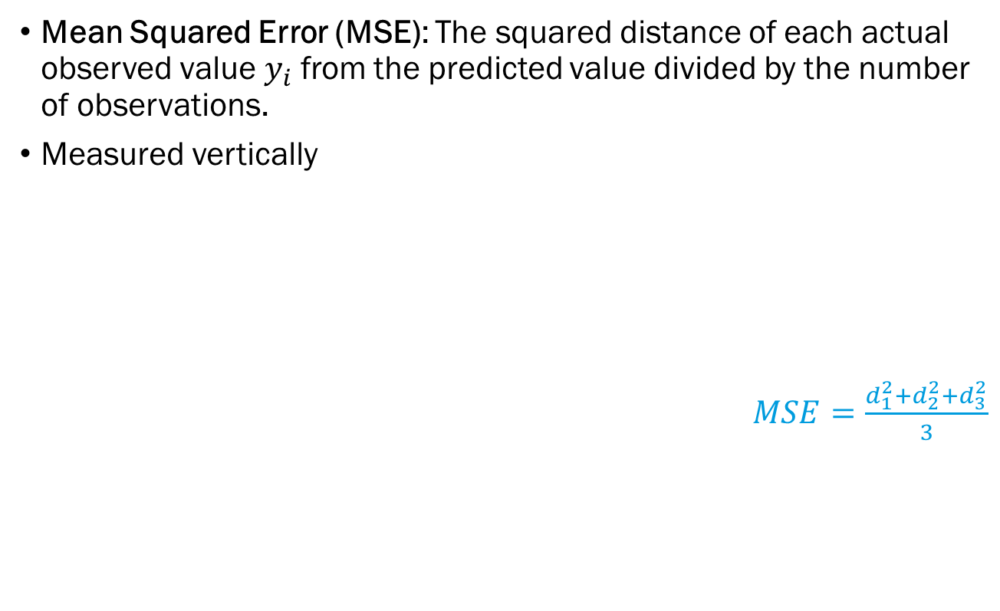 • Mean Squared Error (MSE): The squared distance of each actual
observed value $y_i$ from the predicted value divided by the number
of observations.
• Measured vertically
$MSE = \frac{d_1^2+d_2^2+d_3^2}{3}$